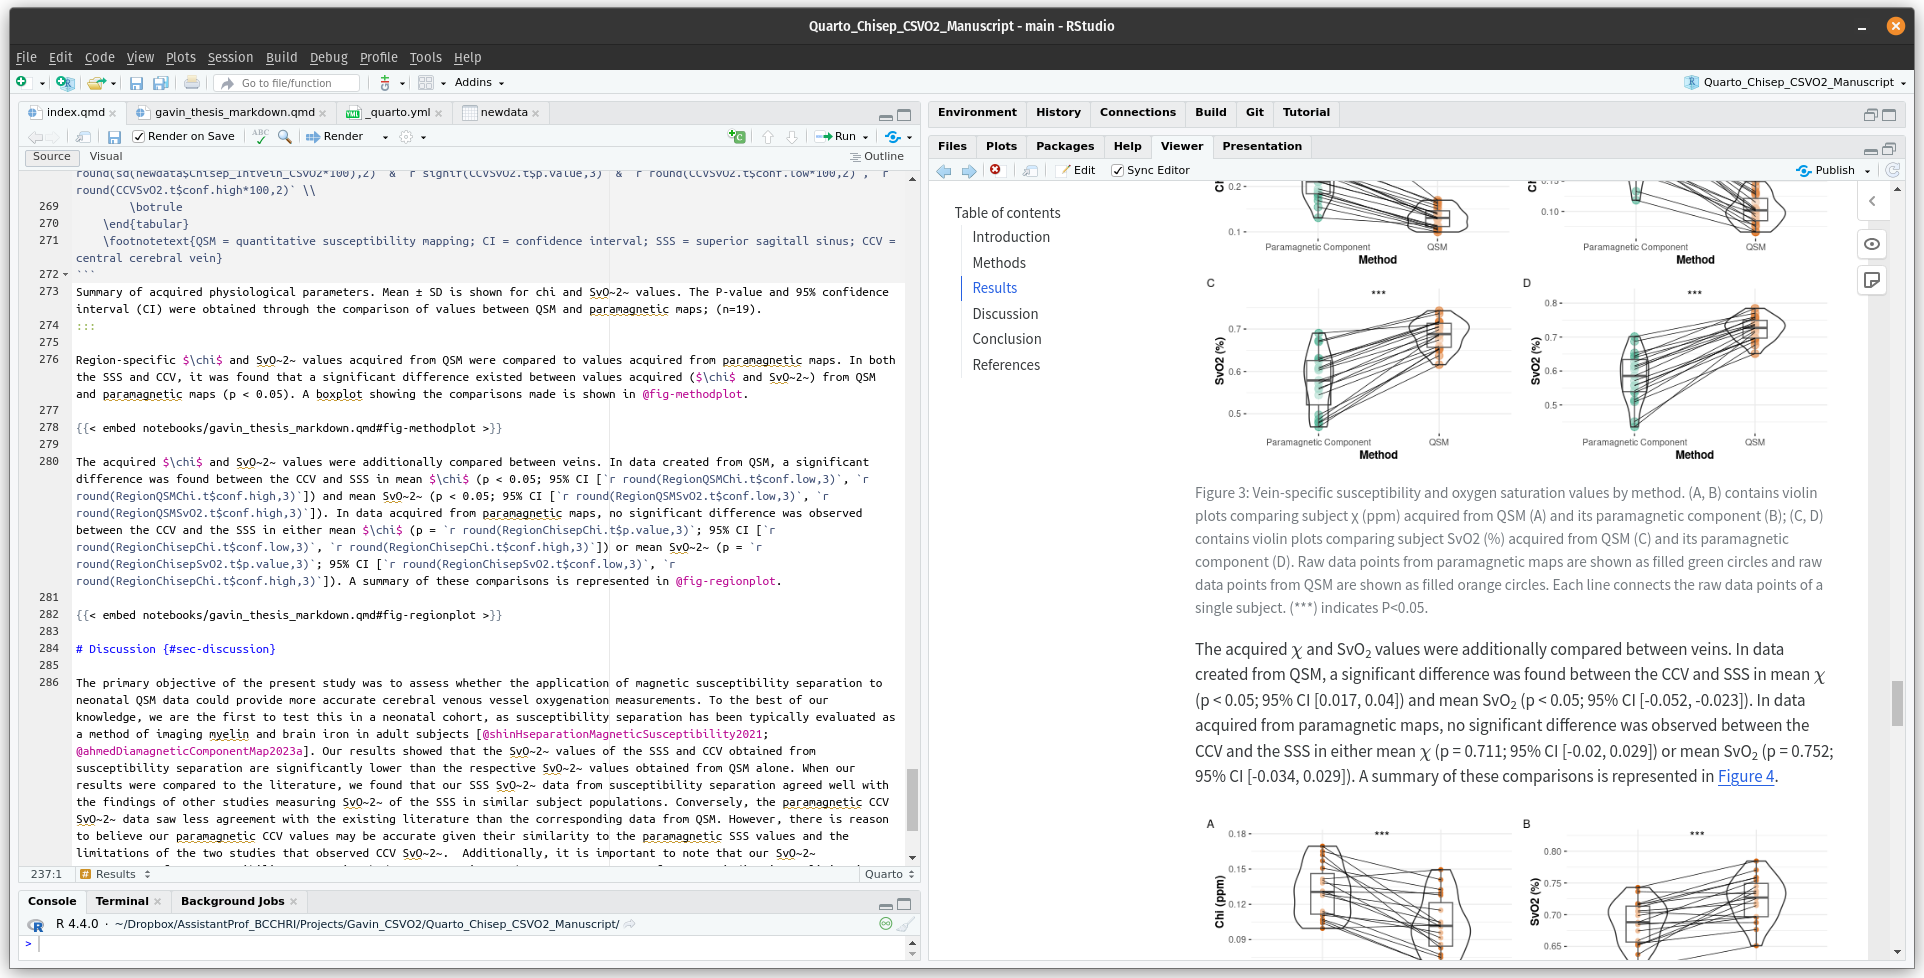 Quarto_Chisep_CSVO2_Manuscript - main - RStudio
File Edit Code View Plots Session Build Debug Profile Tools Help
Go to file/function
Addins
Quarto_Chisep_CSVO2_Manuscript
index.qmd
gavin_thesis_markdown.qmd
_quarto.yml
newdata
Render on Save
ABC
Render
Run
Source
Visual
Outline
round(sd(newdata$Chisep_IntVein_CSVO2*100),2)` & `r signif(CCVSvO2.t$p.value,3)` & `r round(CCVSvO2.t$conf.low*100,2)`, `r
round(CCVSvO2.t$conf.high*100,2)` \\
269 \botrule
270 \end{tabular}
271 \footnotetext{QSM = quantitative susceptibility mapping; CI = confidence interval; SSS = superior sagitall sinus; CCV =
central cerebral vein}
272 ```
273 Summary of acquired physiological parameters. Mean ± SD is shown for chi and SvO~2~ values. The P-value and 95% confidence
interval (CI) were obtained through the comparison of values between QSM and paramagnetic maps; (n=19).
274 :::
275
276 Region-specific $\chi$ and SvO~2~ values acquired from QSM were compared to values acquired from paramagnetic maps. In both
the SSS and CCV, it was found that a significant difference existed between values acquired ($\chi$ and SvO~2~) from QSM
and paramagnetic maps (p < 0.05). A boxplot showing the comparisons made is shown in @fig-methodplot.
277
278 {{< embed notebooks/gavin_thesis_markdown.qmd#fig-methodplot >}}
279
280 The acquired $\chi$ and SvO~2~ values were additionally compared between veins. In data created from QSM, a significant
difference was found between the CCV and SSS in mean $\chi$ (p < 0.05; 95% CI [`r round(RegionQSMChi.t$conf.low,3)`, `r
round(RegionQSMChi.t$conf.high,3)`]) and mean SvO~2~ (p < 0.05; 95% CI [`r round(RegionQSMSvO2.t$conf.low,3)`, `r
round(RegionQSMSvO2.t$conf.high,3)`]). In data acquired from paramagnetic maps, no significant difference was observed
between the CCV and the SSS in either mean $\chi$ (p = `r round(RegionChisepChi.t$p.value,3)`; 95% CI [`r
round(RegionChisepChi.t$conf.low,3)`, `r round(RegionChisepChi.t$conf.high,3)`]) or mean SvO~2~ (p = `r
round(RegionChisepSvO2.t$p.value,3)`; 95% CI [`r round(RegionChisepSvO2.t$conf.low,3)`, `r
round(RegionChisepChi.t$conf.high,3)`]). A summary of these comparisons is represented in @fig-regionplot.
281
282 {{< embed notebooks/gavin_thesis_markdown.qmd#fig-regionplot >}}
283
284 # Discussion {#sec-discussion}
285
286 The primary objective of the present study was to assess whether the application of magnetic susceptibility separation to
neonatal QSM data could provide more accurate cerebral venous vessel oxygenation measurements. To the best of our
knowledge, we are the first to test this in a neonatal cohort, as susceptibility separation has been typically evaluated as
a method of imaging myelin and brain iron in adult subjects [@shinHseparationMagneticSusceptibility2021;
@ahmedDiamagneticComponentMap2023a]. Our results showed that the SvO~2~ values of the SSS and CCV obtained from
susceptibility separation are significantly lower than the respective SvO~2~ values obtained from QSM alone. When our
results were compared to the literature, we found that our SSS SvO~2~ data from susceptibility separation agreed well with
the findings of other studies measuring SvO~2~ of the SSS in similar subject populations. Conversely, the paramagnetic CCV
SvO~2~ data saw less agreement with the existing literature than the corresponding data from QSM. However, there is reason
to believe our paramagnetic CCV values may be accurate given their similarity to the paramagnetic SSS values and the
limitations of the two studies that observed CCV SvO~2~. Additionally, it is important to note that our SvO~2~
237:1
# Results
Quarto
Console
Terminal
Background Jobs
R 4.4.0 · ~/Dropbox/AssistantProf_BCCHRI/Projects/Gavin_CSVO2/Quarto_Chisep_CSVO2_Manuscript/
>
Environment History Connections Build Git Tutorial
Files Plots Packages Help Viewer Presentation
Edit
Sync Editor
Publish
Table of contents
Introduction
Methods
Results
Discussion
Conclusion
References
0.2
0.1
Paramagnetic Component QSM
Method
0.10
Paramagnetic Component QSM
Method
C
***
0.7
0.6
0.5
SvO2 (%)
Paramagnetic Component QSM
Method
D
***
0.8
0.7
0.6
0.5
SvO2 (%)
Paramagnetic Component QSM
Method
Figure 3: Vein-specific susceptibility and oxygen saturation values by method. (A, B) contains violin
plots comparing subject χ (ppm) acquired from QSM (A) and its paramagnetic component (B); (C, D)
contains violin plots comparing subject SvO2 (%) acquired from QSM (C) and its paramagnetic
component (D). Raw data points from paramagnetic maps are shown as filled green circles and raw
data points from QSM are shown as filled orange circles. Each line connects the raw data points of a
single subject. (***) indicates P<0.05.
The acquired χ and SvO₂ values were additionally compared between veins. In data
created from QSM, a significant difference was found between the CCV and SSS in mean χ
(p < 0.05; 95% CI [0.017, 0.04]) and mean SvO₂ (p < 0.05; 95% CI [-0.052, -0.023]). In data
acquired from paramagnetic maps, no significant difference was observed between the
CCV and the SSS in either mean χ (p = 0.711; 95% CI [-0.02, 0.029]) or mean SvO₂ (p = 0.752;
95% CI [-0.034, 0.029]). A summary of these comparisons is represented in Figure 4.
A
***
0.18
0.15
0.12
0.09
Chi (ppm)
B
***
0.80
0.75
0.70
0.65
SvO2 (%)